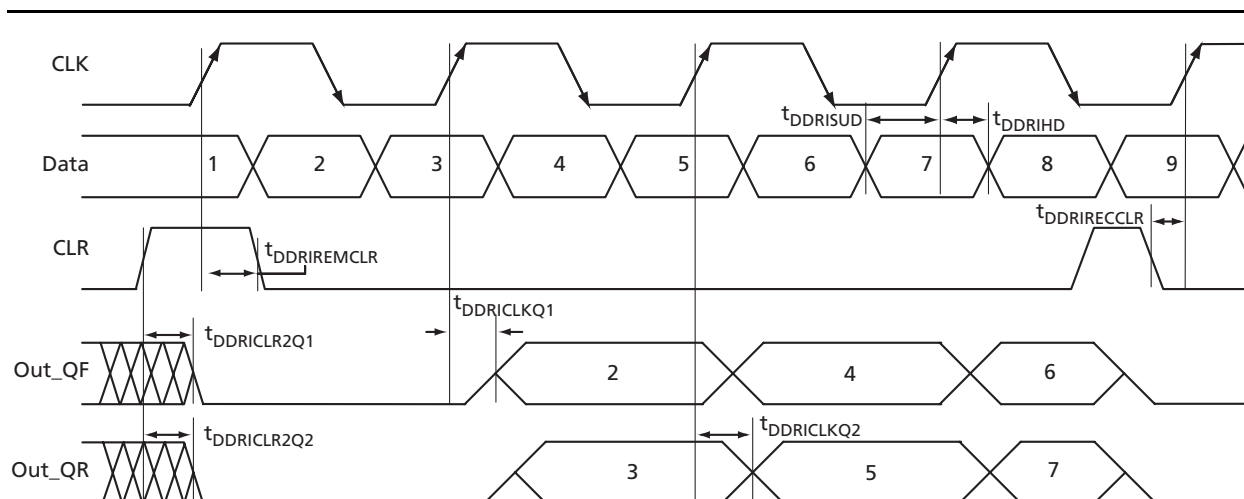 CLK
tDDRISUD
tDDRIHD
Data
1 2 3 4 5 6 7 8 9
tDDRIRECCLR
CLR
tDDRIREMCLR
tDDRICLKQ1
tDDRICLR2Q1
Out_QF
2 4 6
tDDRICLR2Q2
tDDRICLKQ2
Out_QR
3 5 7